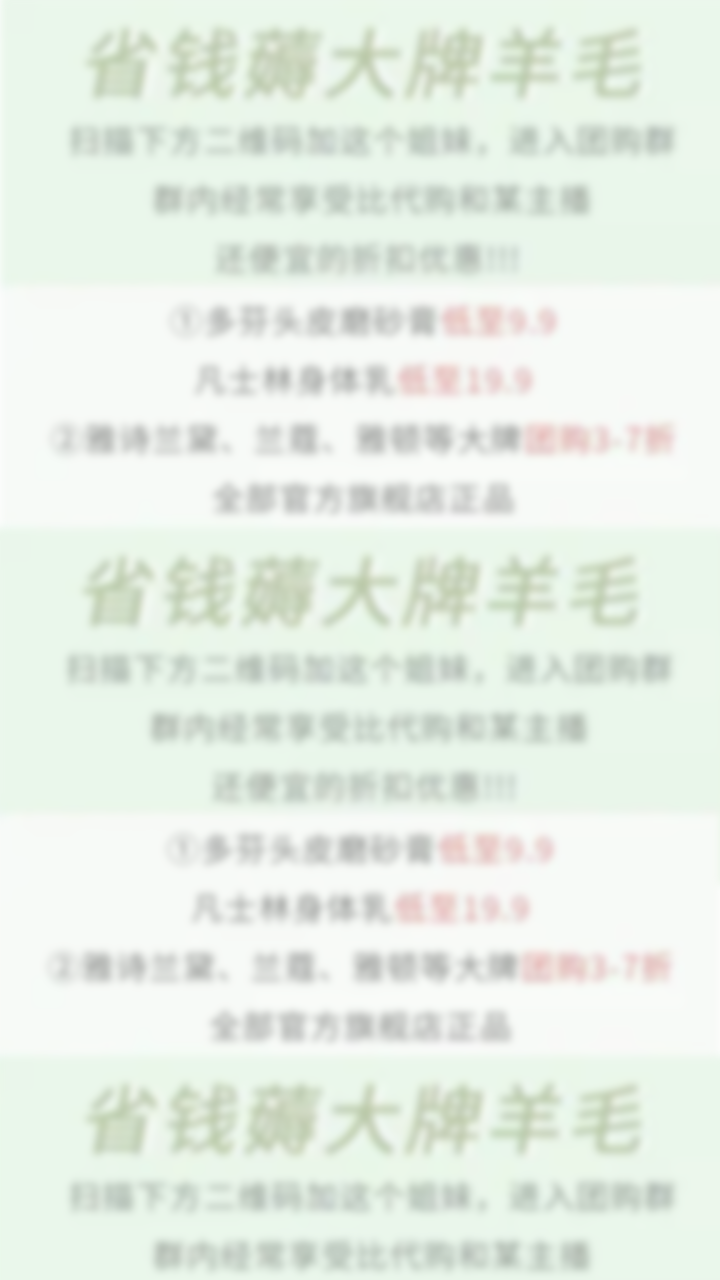 省钱薅大牌羊毛
扫描下方二维码加这个姐妹，进入团购群
群内经常享受比代购和某主播
还便宜的折扣优惠!!!
①多芬头皮磨砂膏低至9.9
凡士林身体乳低至19.9
②雅诗兰黛、兰蔻、雅顿等大牌团购3-7折
全部官方旗舰店正品
省钱薅大牌羊毛
扫描下方二维码加这个姐妹，进入团购群
群内经常享受比代购和某主播
还便宜的折扣优惠!!!
①多芬头皮磨砂膏低至9.9
凡士林身体乳低至19.9
②雅诗兰黛、兰蔻、雅顿等大牌团购3-7折
全部官方旗舰店正品
省钱薅大牌羊毛
扫描下方二维码加这个姐妹，进入团购群
群内经常享受比代购和某主播